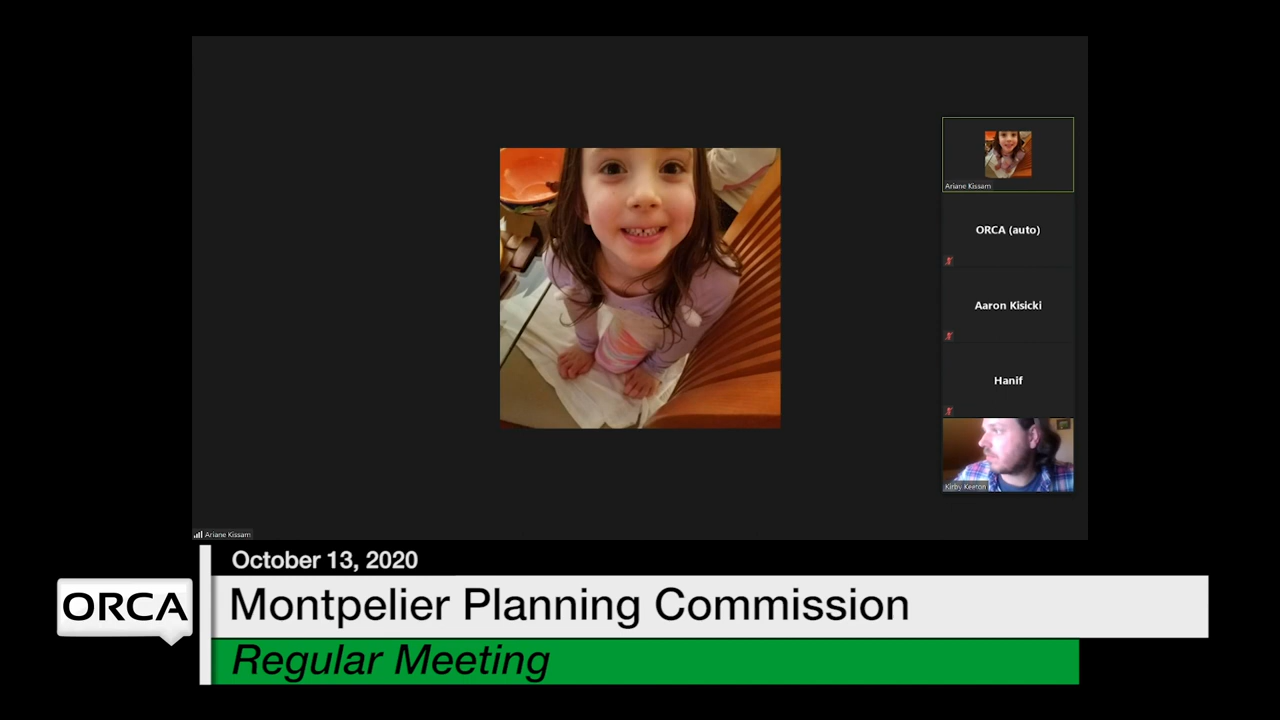 Ariane Kissam
ORCA (auto)
Aaron Kisicki
Hanif
Kirby Keeton
Ariane Kissam
October 13, 2020
ORCA
Montpelier Planning Commission
Regular Meeting